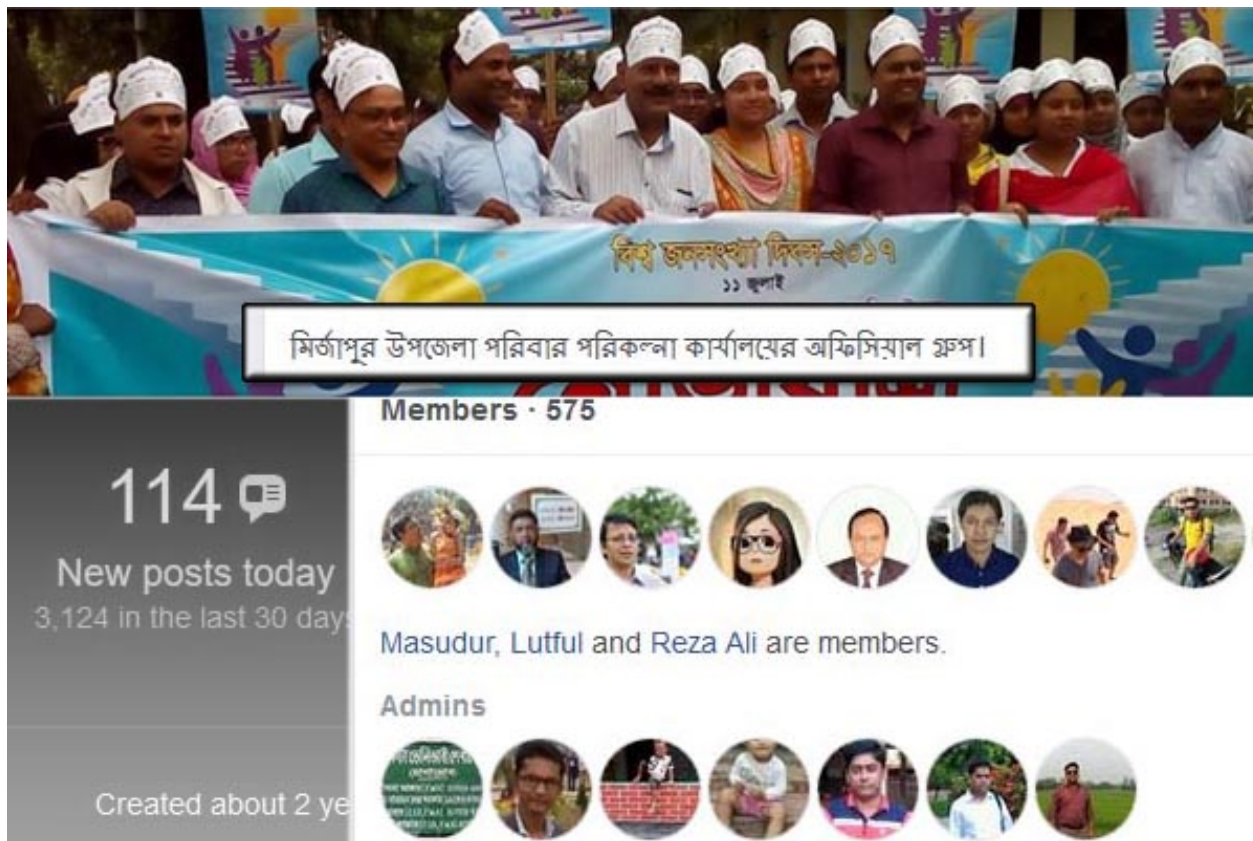 বিশ্ব জনসংখ্যা দিবস-২০১৭
১১ জুলাই
মির্জাপুর উপজেলা পরিবার পরিকল্পনা কার্যালয়ের অফিসিয়াল গ্রুপ।
Members · 575
114
New posts today
3,124 in the last 30 days
Masudur, Lutful and Reza Ali are members.
Admins
Created about 2 ye